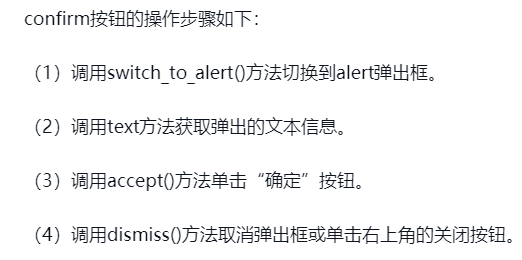 confirm按钮的操作步骤如下：
（1）调用switch_to_alert()方法切换到alert弹出框。
（2）调用text方法获取弹出的文本信息。
（3）调用accept()方法单击“确定”按钮。
（4）调用dismiss()方法取消弹出框或单击右上角的关闭按钮。